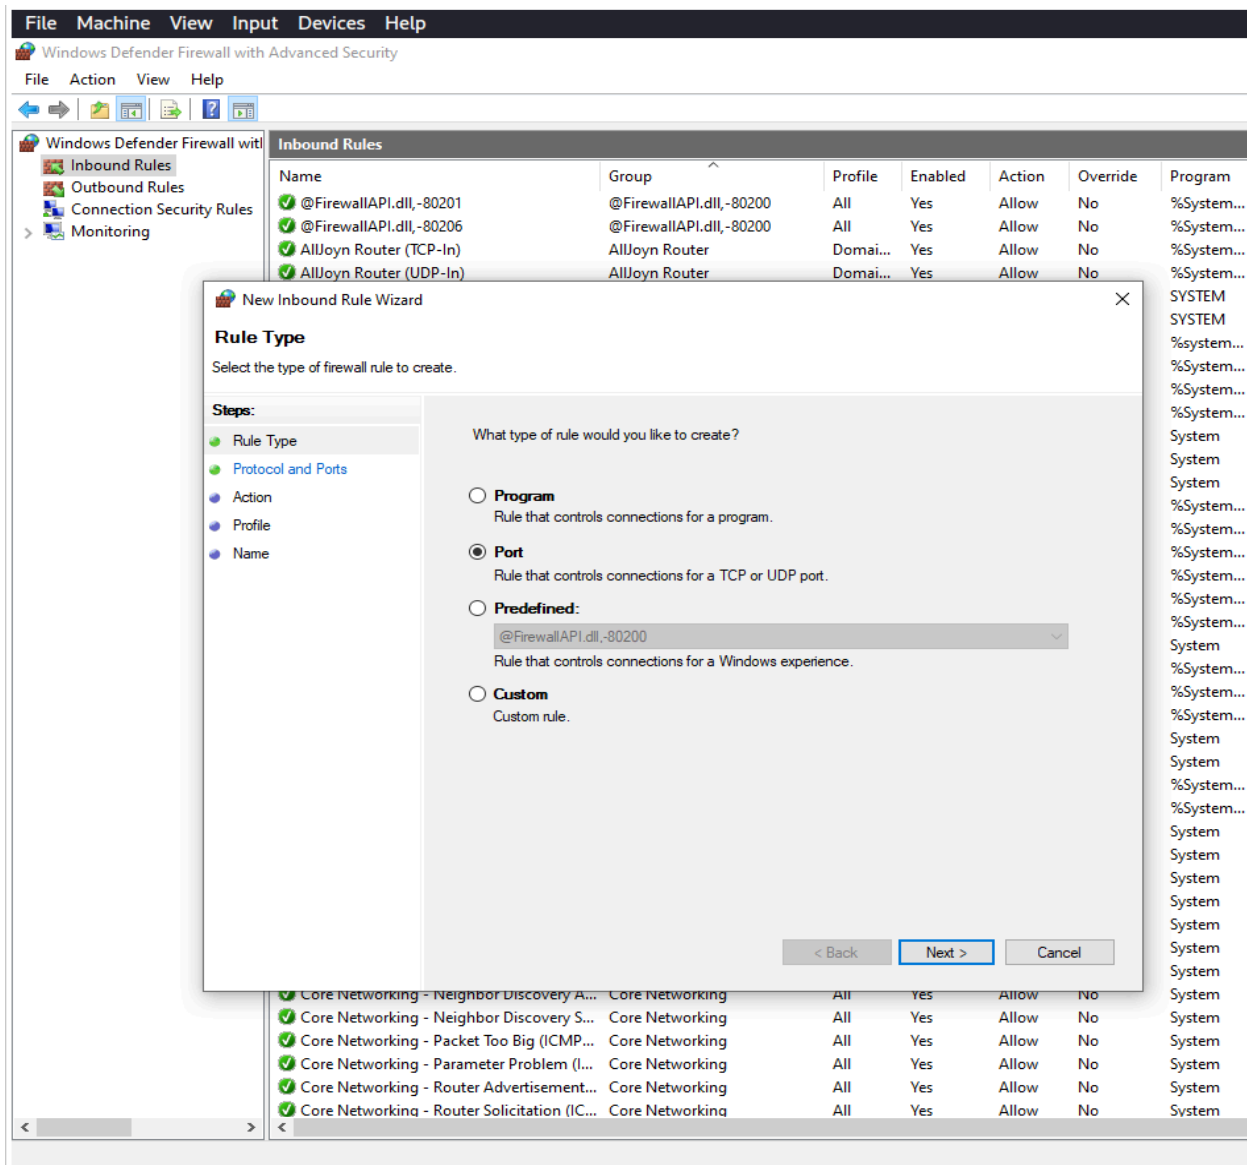 File Machine View Input Devices Help
Windows Defender Firewall with Advanced Security
File Action View Help
Windows Defender Firewall wit
Inbound Rules
Outbound Rules
Connection Security Rules
Monitoring
Inbound Rules
Name Group Profile Enabled Action Override Program
@FirewallAPI.dll,-80201 @FirewallAPI.dll,-80200 All Yes Allow No %System...
@FirewallAPI.dll,-80206 @FirewallAPI.dll,-80200 All Yes Allow No %System...
AllJoyn Router (TCP-In) AllJoyn Router Domai... Yes Allow No %System...
AllJoyn Router (UDP-In) AllJoyn Router Domai... Yes Allow No %System...
SYSTEM
SYSTEM
%system...
%System...
%System...
%System...
System
System
System
%System...
%System...
%System...
%System...
%System...
%System...
System
%System...
%System...
%System...
System
System
%System...
%System...
System
System
System
System
System
System
System
New Inbound Rule Wizard
Rule Type
Select the type of firewall rule to create.
Steps:
Rule Type
Protocol and Ports
Action
Profile
Name
What type of rule would you like to create?
Program
Rule that controls connections for a program.
Port
Rule that controls connections for a TCP or UDP port.
Predefined:
@FirewallAPI.dll,-80200
Rule that controls connections for a Windows experience.
Custom
Custom rule.
< Back Next > Cancel
Core Networking - Neighbor Discovery A... Core Networking All Yes Allow No System
Core Networking - Neighbor Discovery S... Core Networking All Yes Allow No System
Core Networking - Packet Too Big (ICMP... Core Networking All Yes Allow No System
Core Networking - Parameter Problem (I... Core Networking All Yes Allow No System
Core Networking - Router Advertisement... Core Networking All Yes Allow No System
Core Networking - Router Solicitation (IC... Core Networking All Yes Allow No System